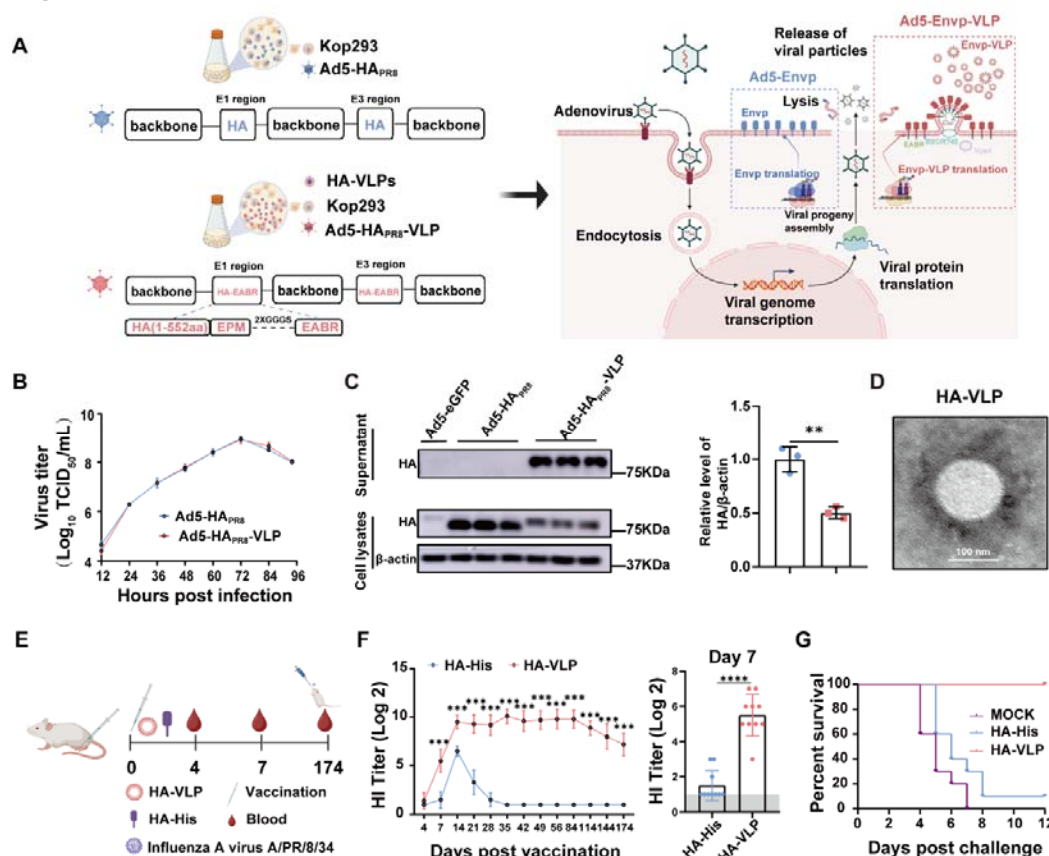 A
Kop293
Ad5-HAPR8
E1 region
E3 region
backbone
HA
backbone
HA
backbone
HA-VLPs
Kop293
Ad5-HAPR8-VLP
E1 region
E3 region
backbone
HA-EABR
backbone
HA-EABR
backbone
HA(1-552aa)
EPM
2XGGGS
EABR
Release of
viral particles
Ad5-Envp-VLP
Envp-VLP
Ad5-Envp
Lysis
Adenovirus
Envp
EABR
Envp translation
Envp-VLP translation
Viral progeny
assembly
Endocytosis
Viral protein
translation
Viral genome
transcription
B
Virus titer
(Log10 TCID50/mL)
10
8
6
4
Ad5-HAPR8
Ad5-HAPR8-VLP
12 24 36 48 60 72 84 96
Hours post infection
C
Ad5-eGFP
Ad5-HAPR8
Ad5-HAPR8-VLP
Supernatant
HA
75KDa
Cell lysates
HA
75KDa
β-actin
37KDa
Relative level of
HA/β-actin
1.5
1.0
0.5
0.0
**
D
HA-VLP
100 nm
E
0 4 7 174
HA-VLP
Vaccination
HA-His
Blood
Influenza A virus A/PR/8/34
F
HA-His
HA-VLP
HI Titer (Log 2)
15
10
5
0
*** *** *** *** *** *** *** *** *** *** *** ***
4 7 14 21 28 35 42 49 56 84 114 144 174
Days post vaccination
Day 7
****
HI Titer (Log 2)
8
6
4
2
0
HA-His
HA-VLP
G
Percent survival
100
80
60
40
20
0
MOCK
HA-His
HA-VLP
0 2 4 6 8 10 12
Days post challenge